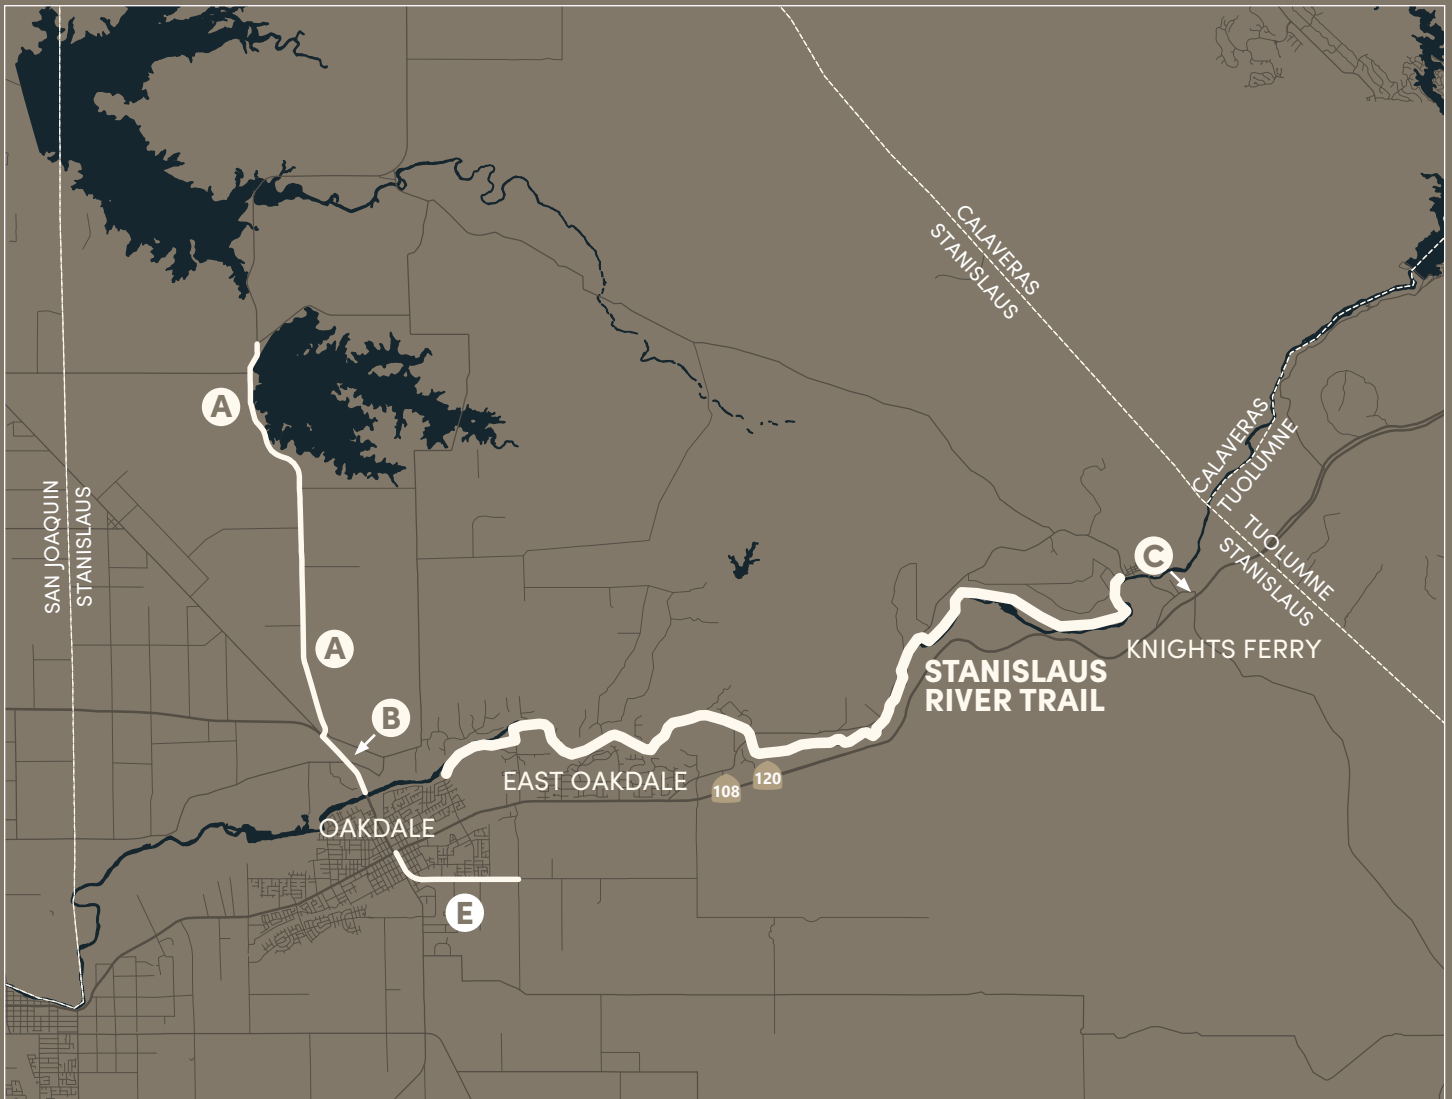 CALAVERAS
STANISLAUS
A
CALAVERAS
TUOLUMNE
SAN JOAQUIN
STANISLAUS
TUOLUMNE
STANISLAUS
C
A
KNIGHTS FERRY
STANISLAUS
RIVER TRAIL
B
EAST OAKDALE
108
120
OAKDALE
E